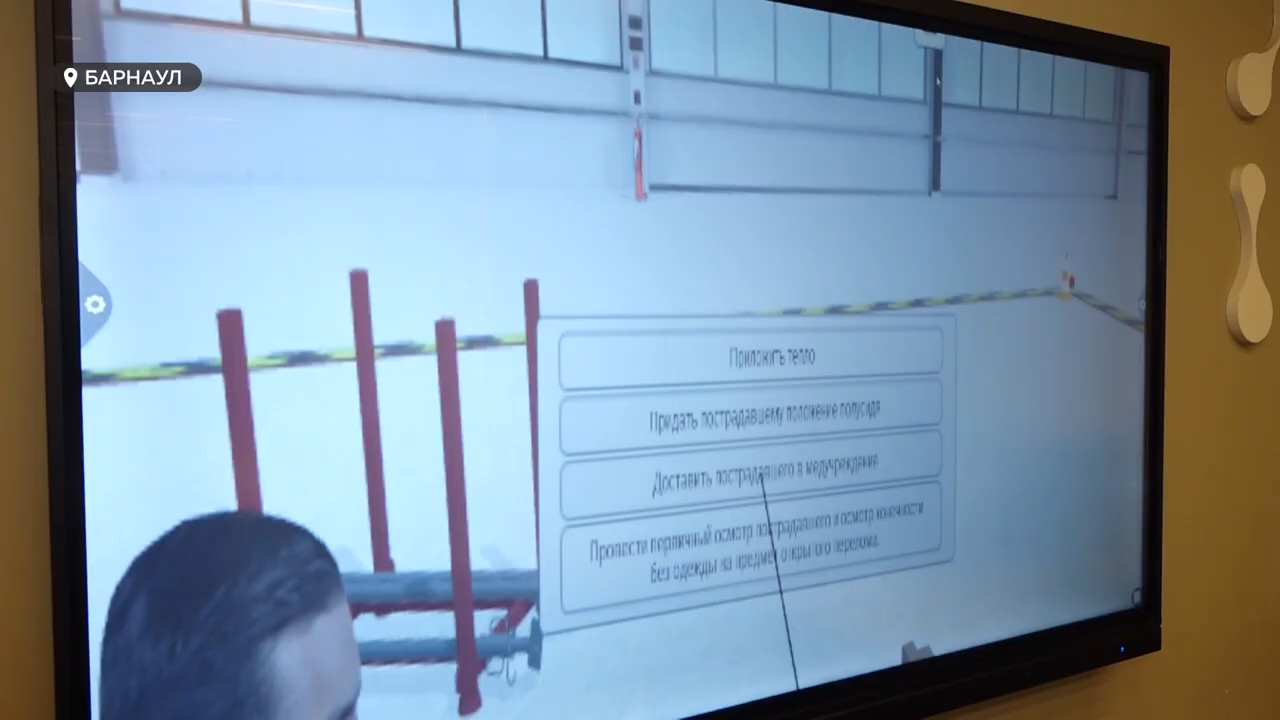 БАРНАУЛ
Приложить тепло
Придать пострадавшему положение полусидя
Доставить пострадавшего в медучреждение
Провести первичный осмотр пострадавшего и осмотр конечности
без одежды на предмет открытого перелома.